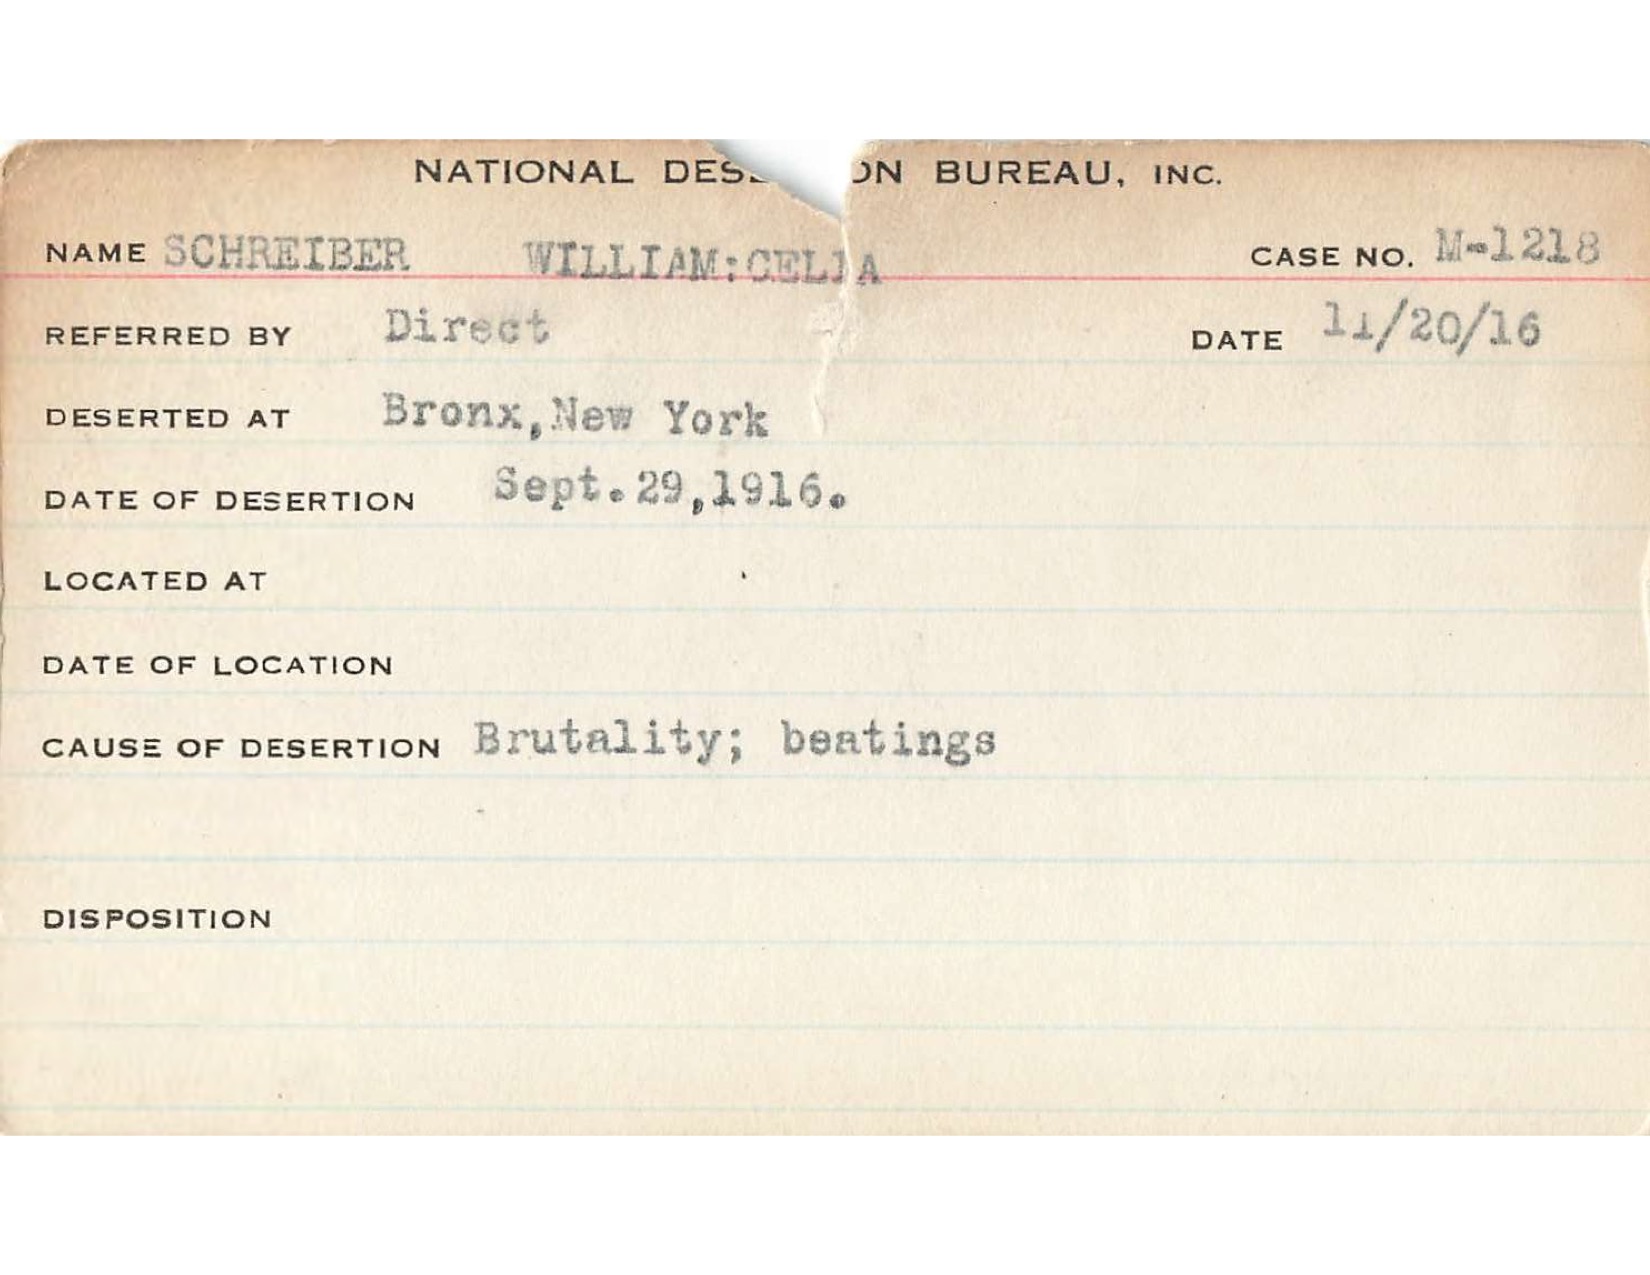 NATIONAL DES ON BUREAU, INC.
NAME SCHREIBER WILLIAM:CELIA CASE NO. M-1218
REFERRED BY Direct DATE 11/20/16
DESERTED AT Bronx,New York
DATE OF DESERTION Sept.29,1916.
LOCATED AT
DATE OF LOCATION
CAUSE OF DESERTION Brutality; beatings
DISPOSITION